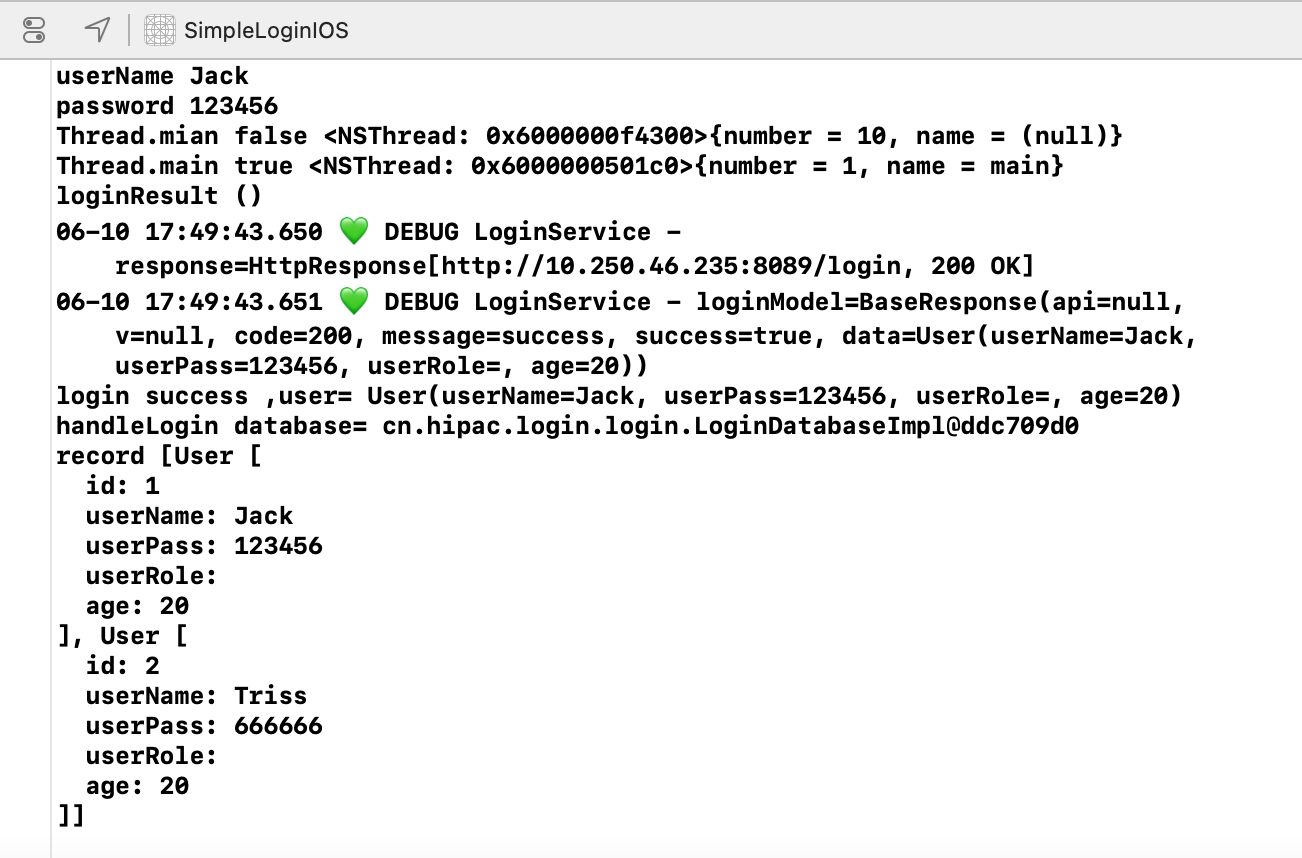 SimpleLoginIOS
userName Jack
password 123456
Thread.mian false <NSThread: 0x6000000f4300>{number = 10, name = (null)}
Thread.main true <NSThread: 0x6000000501c0>{number = 1, name = main}
loginResult ()
06-10 17:49:43.650 💚 DEBUG LoginService -
response=HttpResponse[http://10.250.46.235:8089/login, 200 OK]
06-10 17:49:43.651 💚 DEBUG LoginService - loginModel=BaseResponse(api=null,
v=null, code=200, message=success, success=true, data=User(userName=Jack,
userPass=123456, userRole=, age=20))
login success ,user= User(userName=Jack, userPass=123456, userRole=, age=20)
handleLogin database= cn.hipac.login.login.LoginDatabaseImpl@ddc709d0
record [User [
id: 1
userName: Jack
userPass: 123456
userRole:
age: 20
], User [
id: 2
userName: Triss
userPass: 666666
userRole:
age: 20
]]